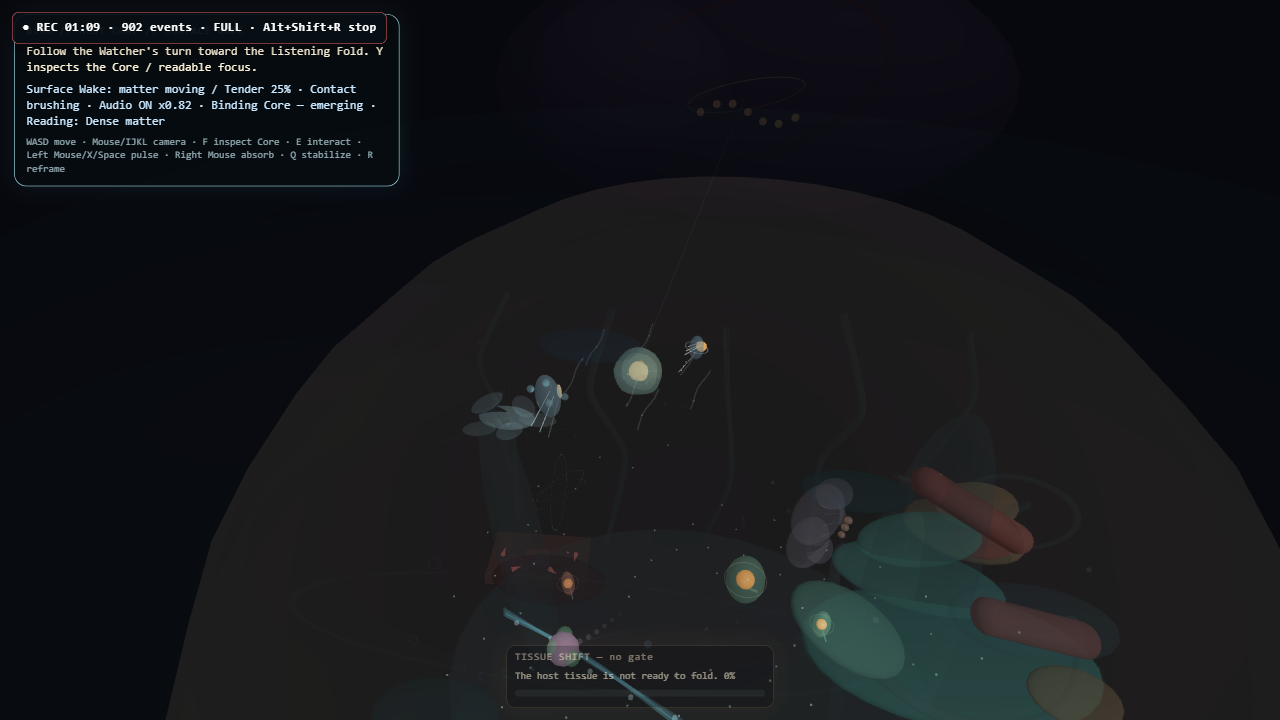 ● REC 01:09 · 902 events · FULL · Alt+Shift+R stop
Follow the Watcher's turn toward the Listening Fold. Y
inspects the Core / readable focus.
Surface Wake: matter moving / Tender 25% · Contact
brushing · Audio ON x0.82 · Binding Core — emerging ·
Reading: Dense matter
WASD move · Mouse/IJKL camera · F inspect Core · E interact ·
Left Mouse/X/Space pulse · Right Mouse absorb · Q stabilize · R
reframe
TISSUE SHIFT — no gate
The host tissue is not ready to fold. 0%